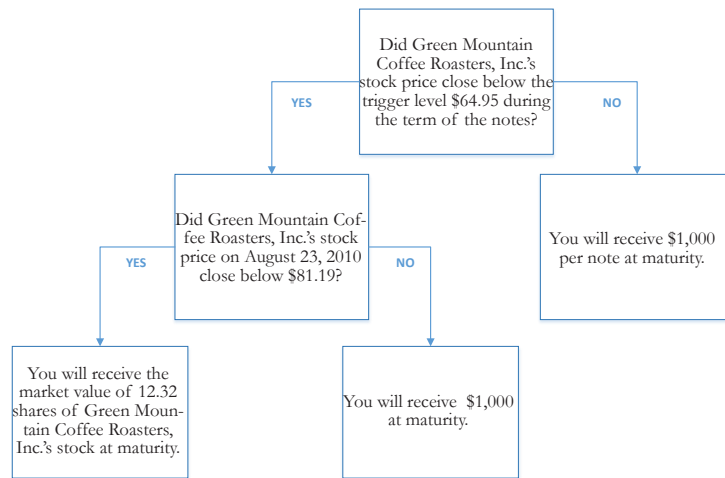 Did Green Mountain
Coffee Roasters, Inc.'s
stock price close below the
trigger level $64.95 during
the term of the notes?
YES
NO
Did Green Mountain Cof-
fee Roasters, Inc.'s stock
price on August 23, 2010
close below $81.19?
You will receive $1,000
per note at maturity.
YES
NO
You will receive the
market value of 12.32
shares of Green Moun-
tain Coffee Roasters,
Inc.'s stock at maturity.
You will receive $1,000
at maturity.